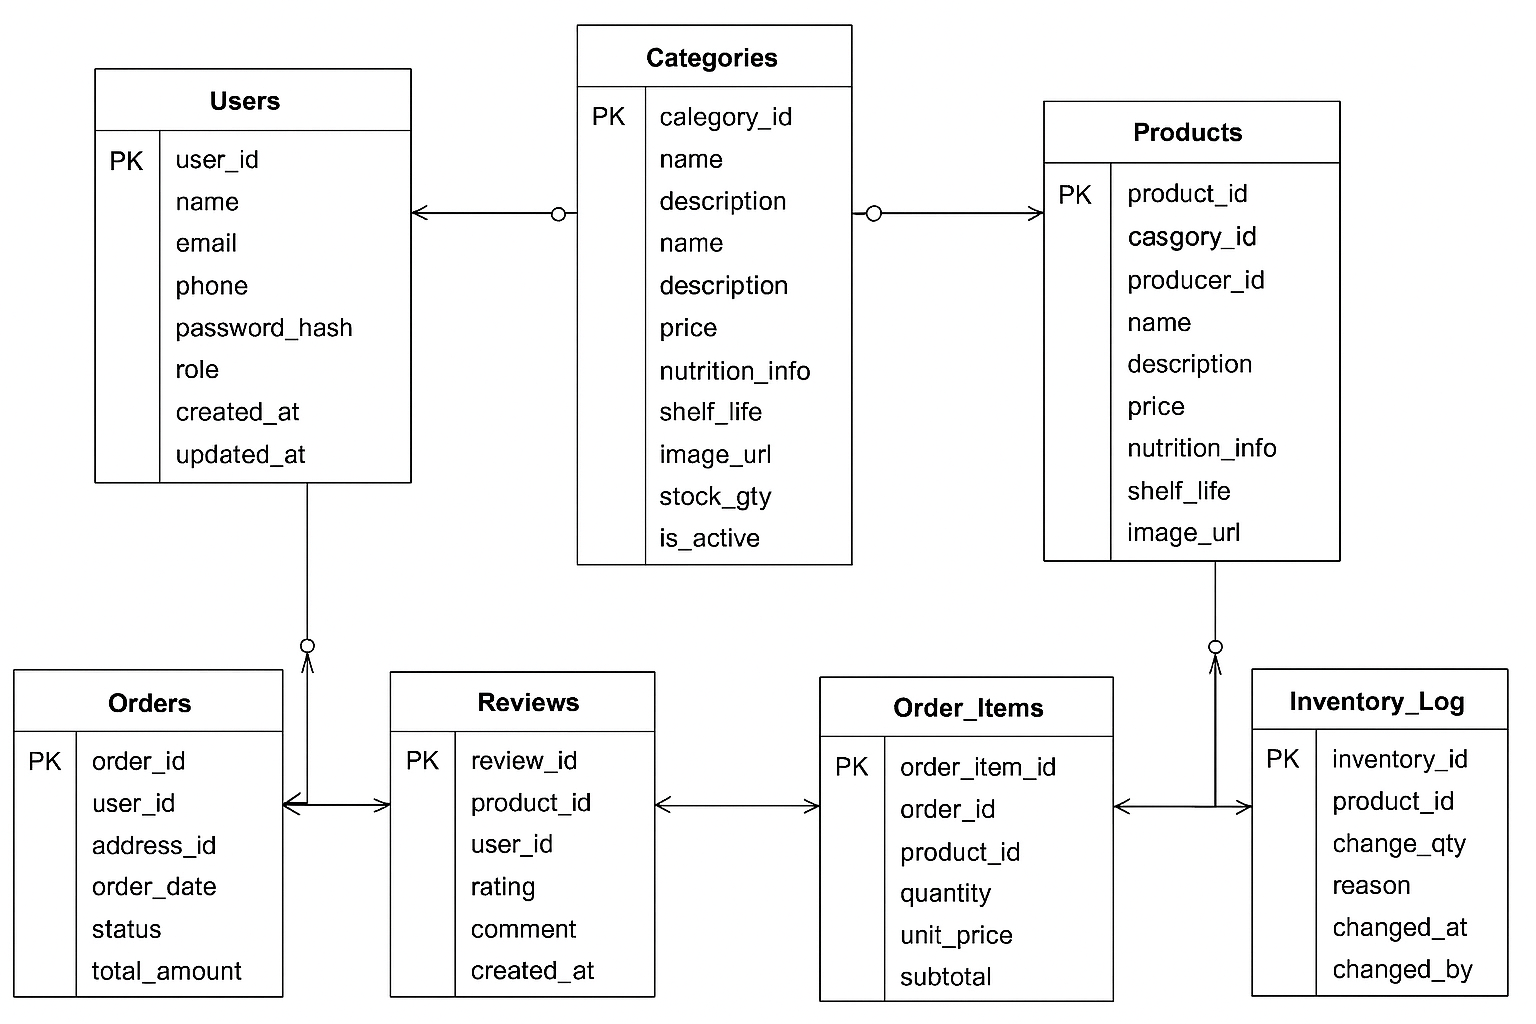 Users
PK user_id
name
email
phone
password_hash
role
created_at
updated_at
Categories
PK calegory_id
name
description
name
description
price
nutrition_info
shelf_life
image_url
stock_gty
is_active
Products
PK product_id
casgory_id
producer_id
name
description
price
nutrition_info
shelf_life
image_url
Orders
PK order_id
user_id
address_id
order_date
status
total_amount
Reviews
PK review_id
product_id
user_id
rating
comment
created_at
Order_Items
PK order_item_id
order_id
product_id
quantity
unit_price
subtotal
Inventory_Log
PK inventory_id
product_id
change_qty
reason
changed_at
changed_by